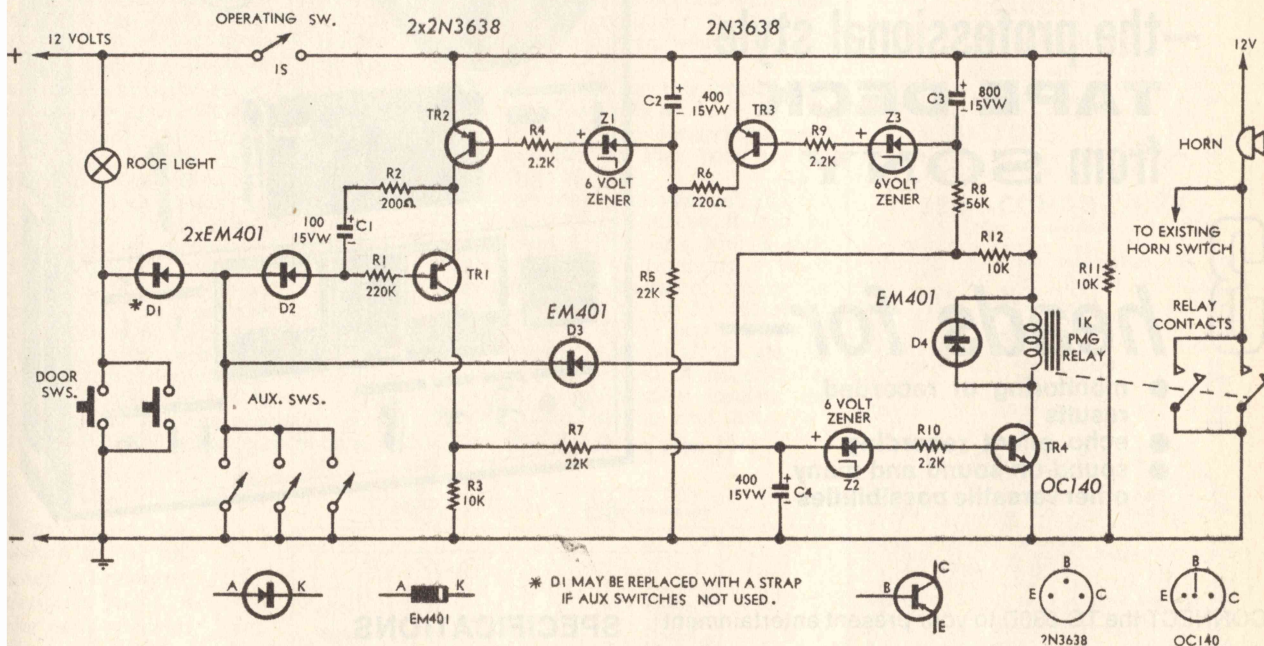 OPERATING SW.
2x2N3638
2N3638
+
12 VOLTS
1S
12V
C2
+
400
15VW
TR3
C3
+
800
15VW
TR2
R4
2.2K
+
Z1
6 VOLT
ZENER
R9
2.2K
+
Z3
6 VOLT
ZENER
HORN
ROOF LIGHT
R2
200Ω
R6
220Ω
R8
56K
2xEM401
100
15VW
+
C1
-
TO EXISTING
HORN SWITCH
R12
10K
* D1
D2
R1
220K
TR1
R5
22K
R11
10K
EM401
D3
EM401
D4
1K
PMG
RELAY
RELAY
CONTACTS
DOOR
SWS.
AUX. SWS.
6 VOLT
ZENER
R7
22K
+
Z2
R10
2.2K
TR4
OC140
R3
10K
400
15VW
+
C4
-
-
A K
A K
EM401
* D1 MAY BE REPLACED WITH A STRAP
IF AUX SWITCHES NOT USED.
B C E
B E C
2N3638
B E C
OC140